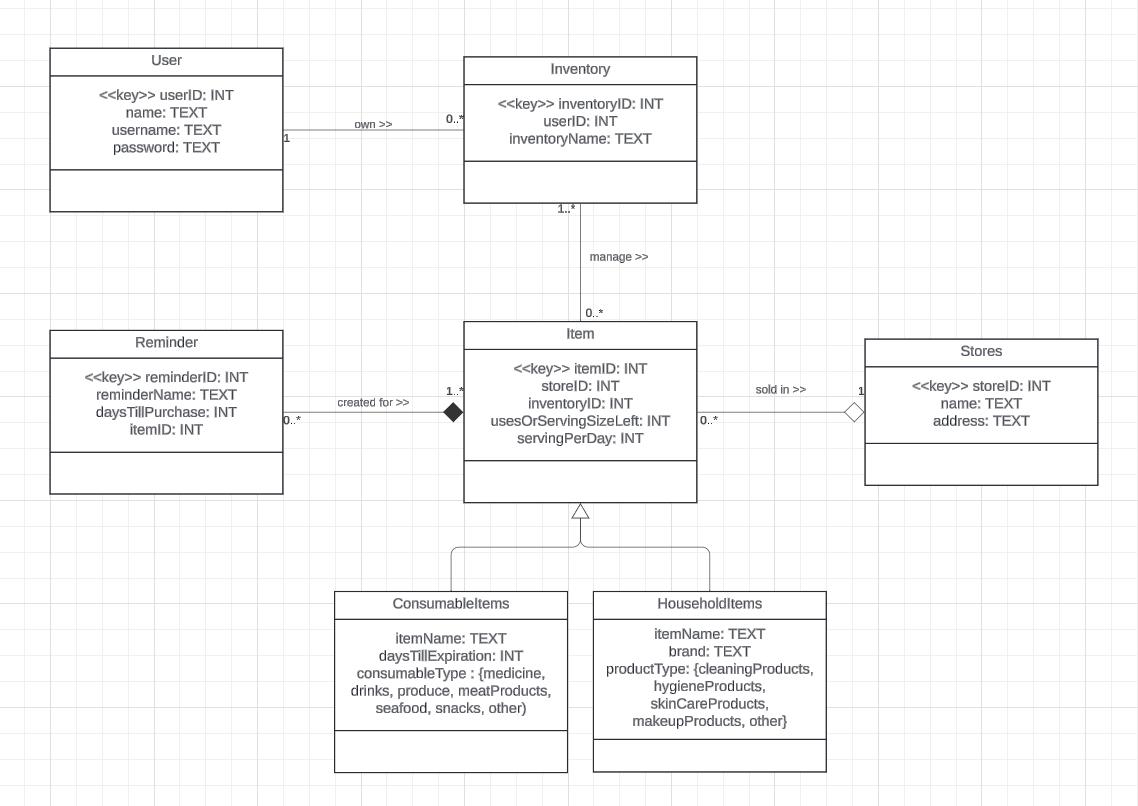 User
<<key>> userID: INT
name: TEXT
username: TEXT
password: TEXT
own >>
1
0..*
Inventory
<<key>> inventoryID: INT
userID: INT
inventoryName: TEXT
1..*
manage >>
0..*
Reminder
<<key>> reminderID: INT
reminderName: TEXT
daysTillPurchase: INT
itemID: INT
0..*
created for >>
1..*
Item
<<key>> itemID: INT
storeID: INT
inventoryID: INT
usesOrServingSizeLeft: INT
servingPerDay: INT
0..*
sold in >>
1
Stores
<<key>> storeID: INT
name: TEXT
address: TEXT
ConsumableItems
itemName: TEXT
daysTillExpiration: INT
consumableType : {medicine,
drinks, produce, meatProducts,
seafood, snacks, other)
HouseholdItems
itemName: TEXT
brand: TEXT
productType: {cleaningProducts,
hygieneProducts,
skinCareProducts,
makeupProducts, other}